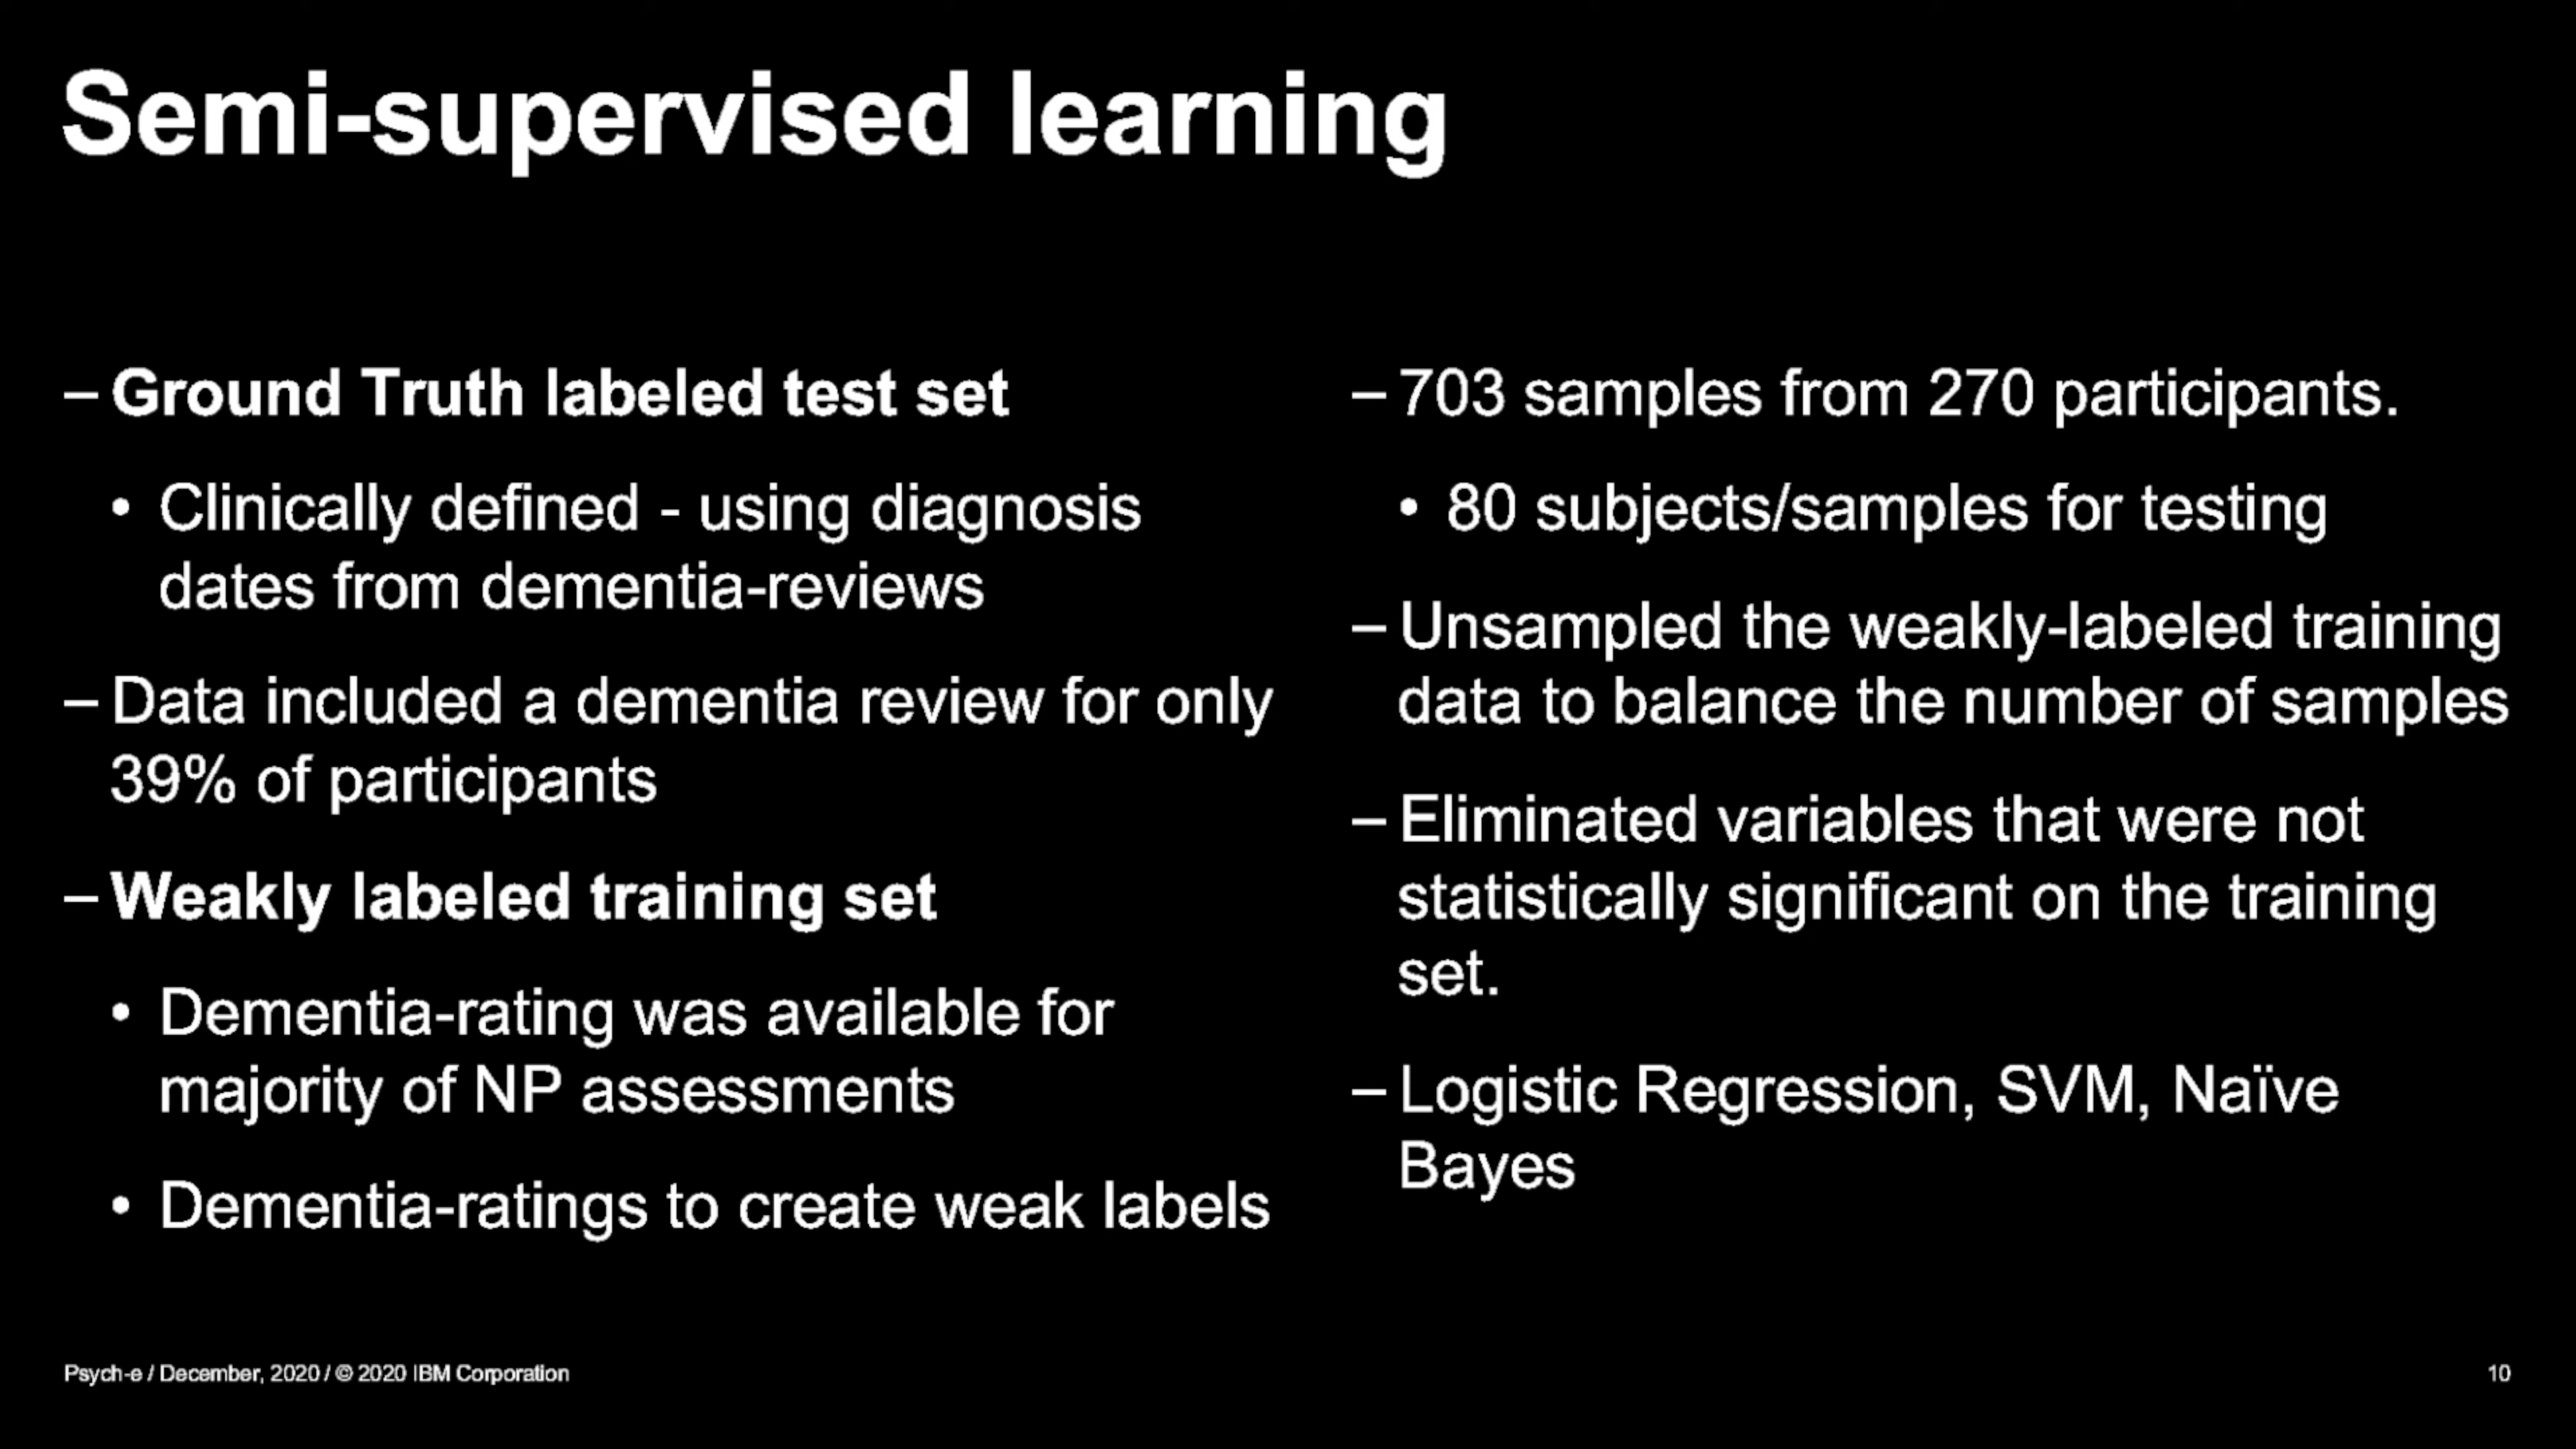 Semi-supervised learning
– Ground Truth labeled test set
• Clinically defined - using diagnosis
dates from dementia-reviews
– Data included a dementia review for only
39% of participants
– Weakly labeled training set
• Dementia-rating was available for
majority of NP assessments
• Dementia-ratings to create weak labels
– 703 samples from 270 participants.
• 80 subjects/samples for testing
– Unsampled the weakly-labeled training
data to balance the number of samples
– Eliminated variables that were not
statistically significant on the training
set.
– Logistic Regression, SVM, Naïve
Bayes
Psych-e / December, 2020 / © 2020 IBM Corporation
10